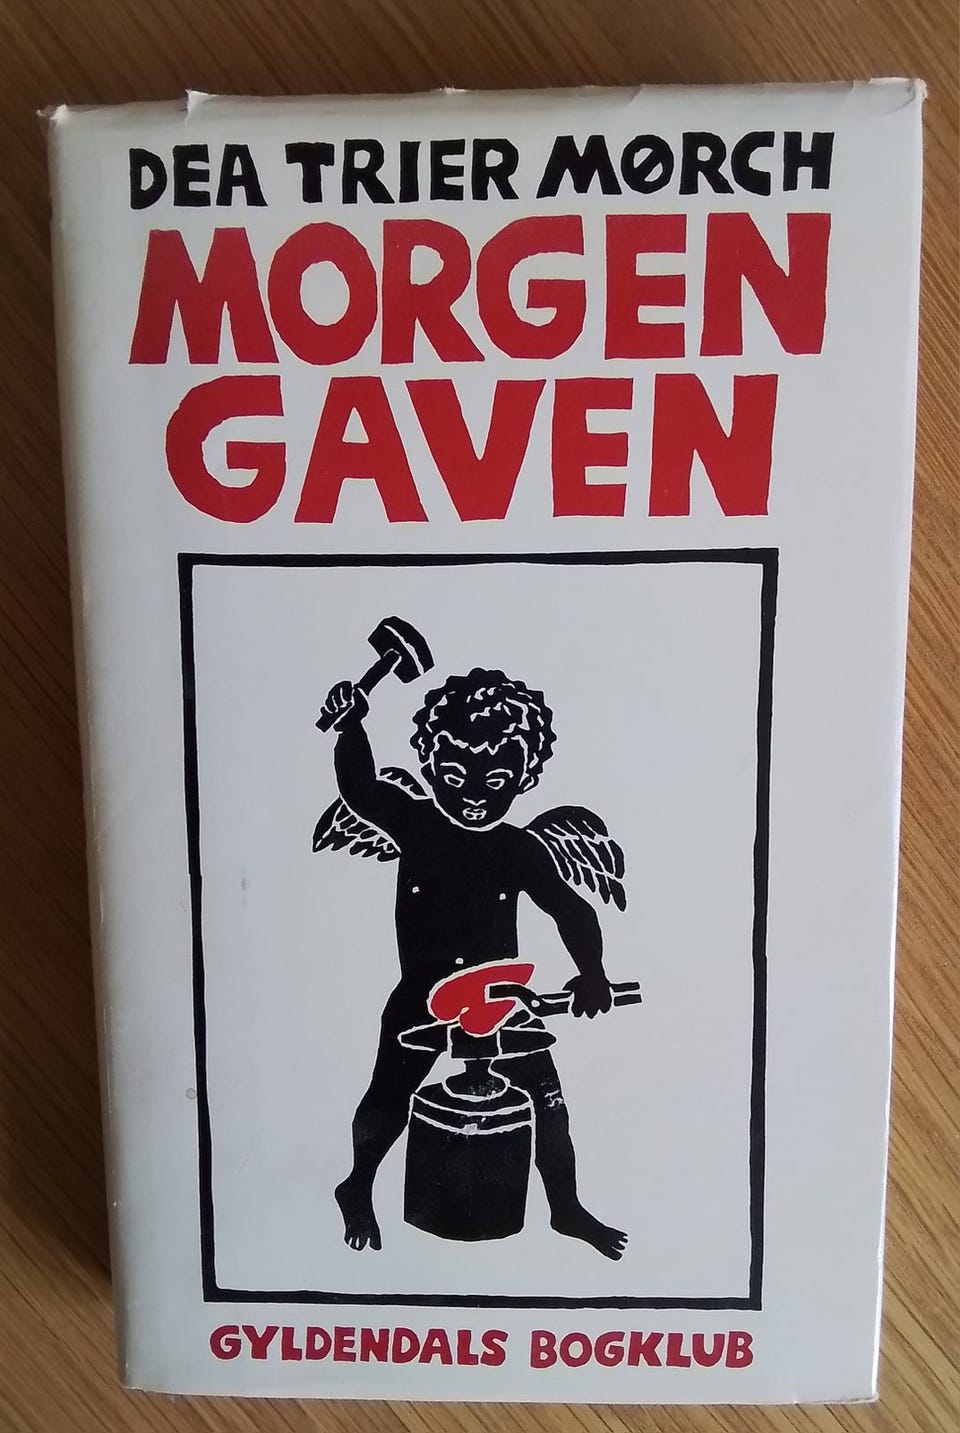 DEA TRIER MØRCH
MORGEN
GAVEN
GYLDENDALS BOGKLUB